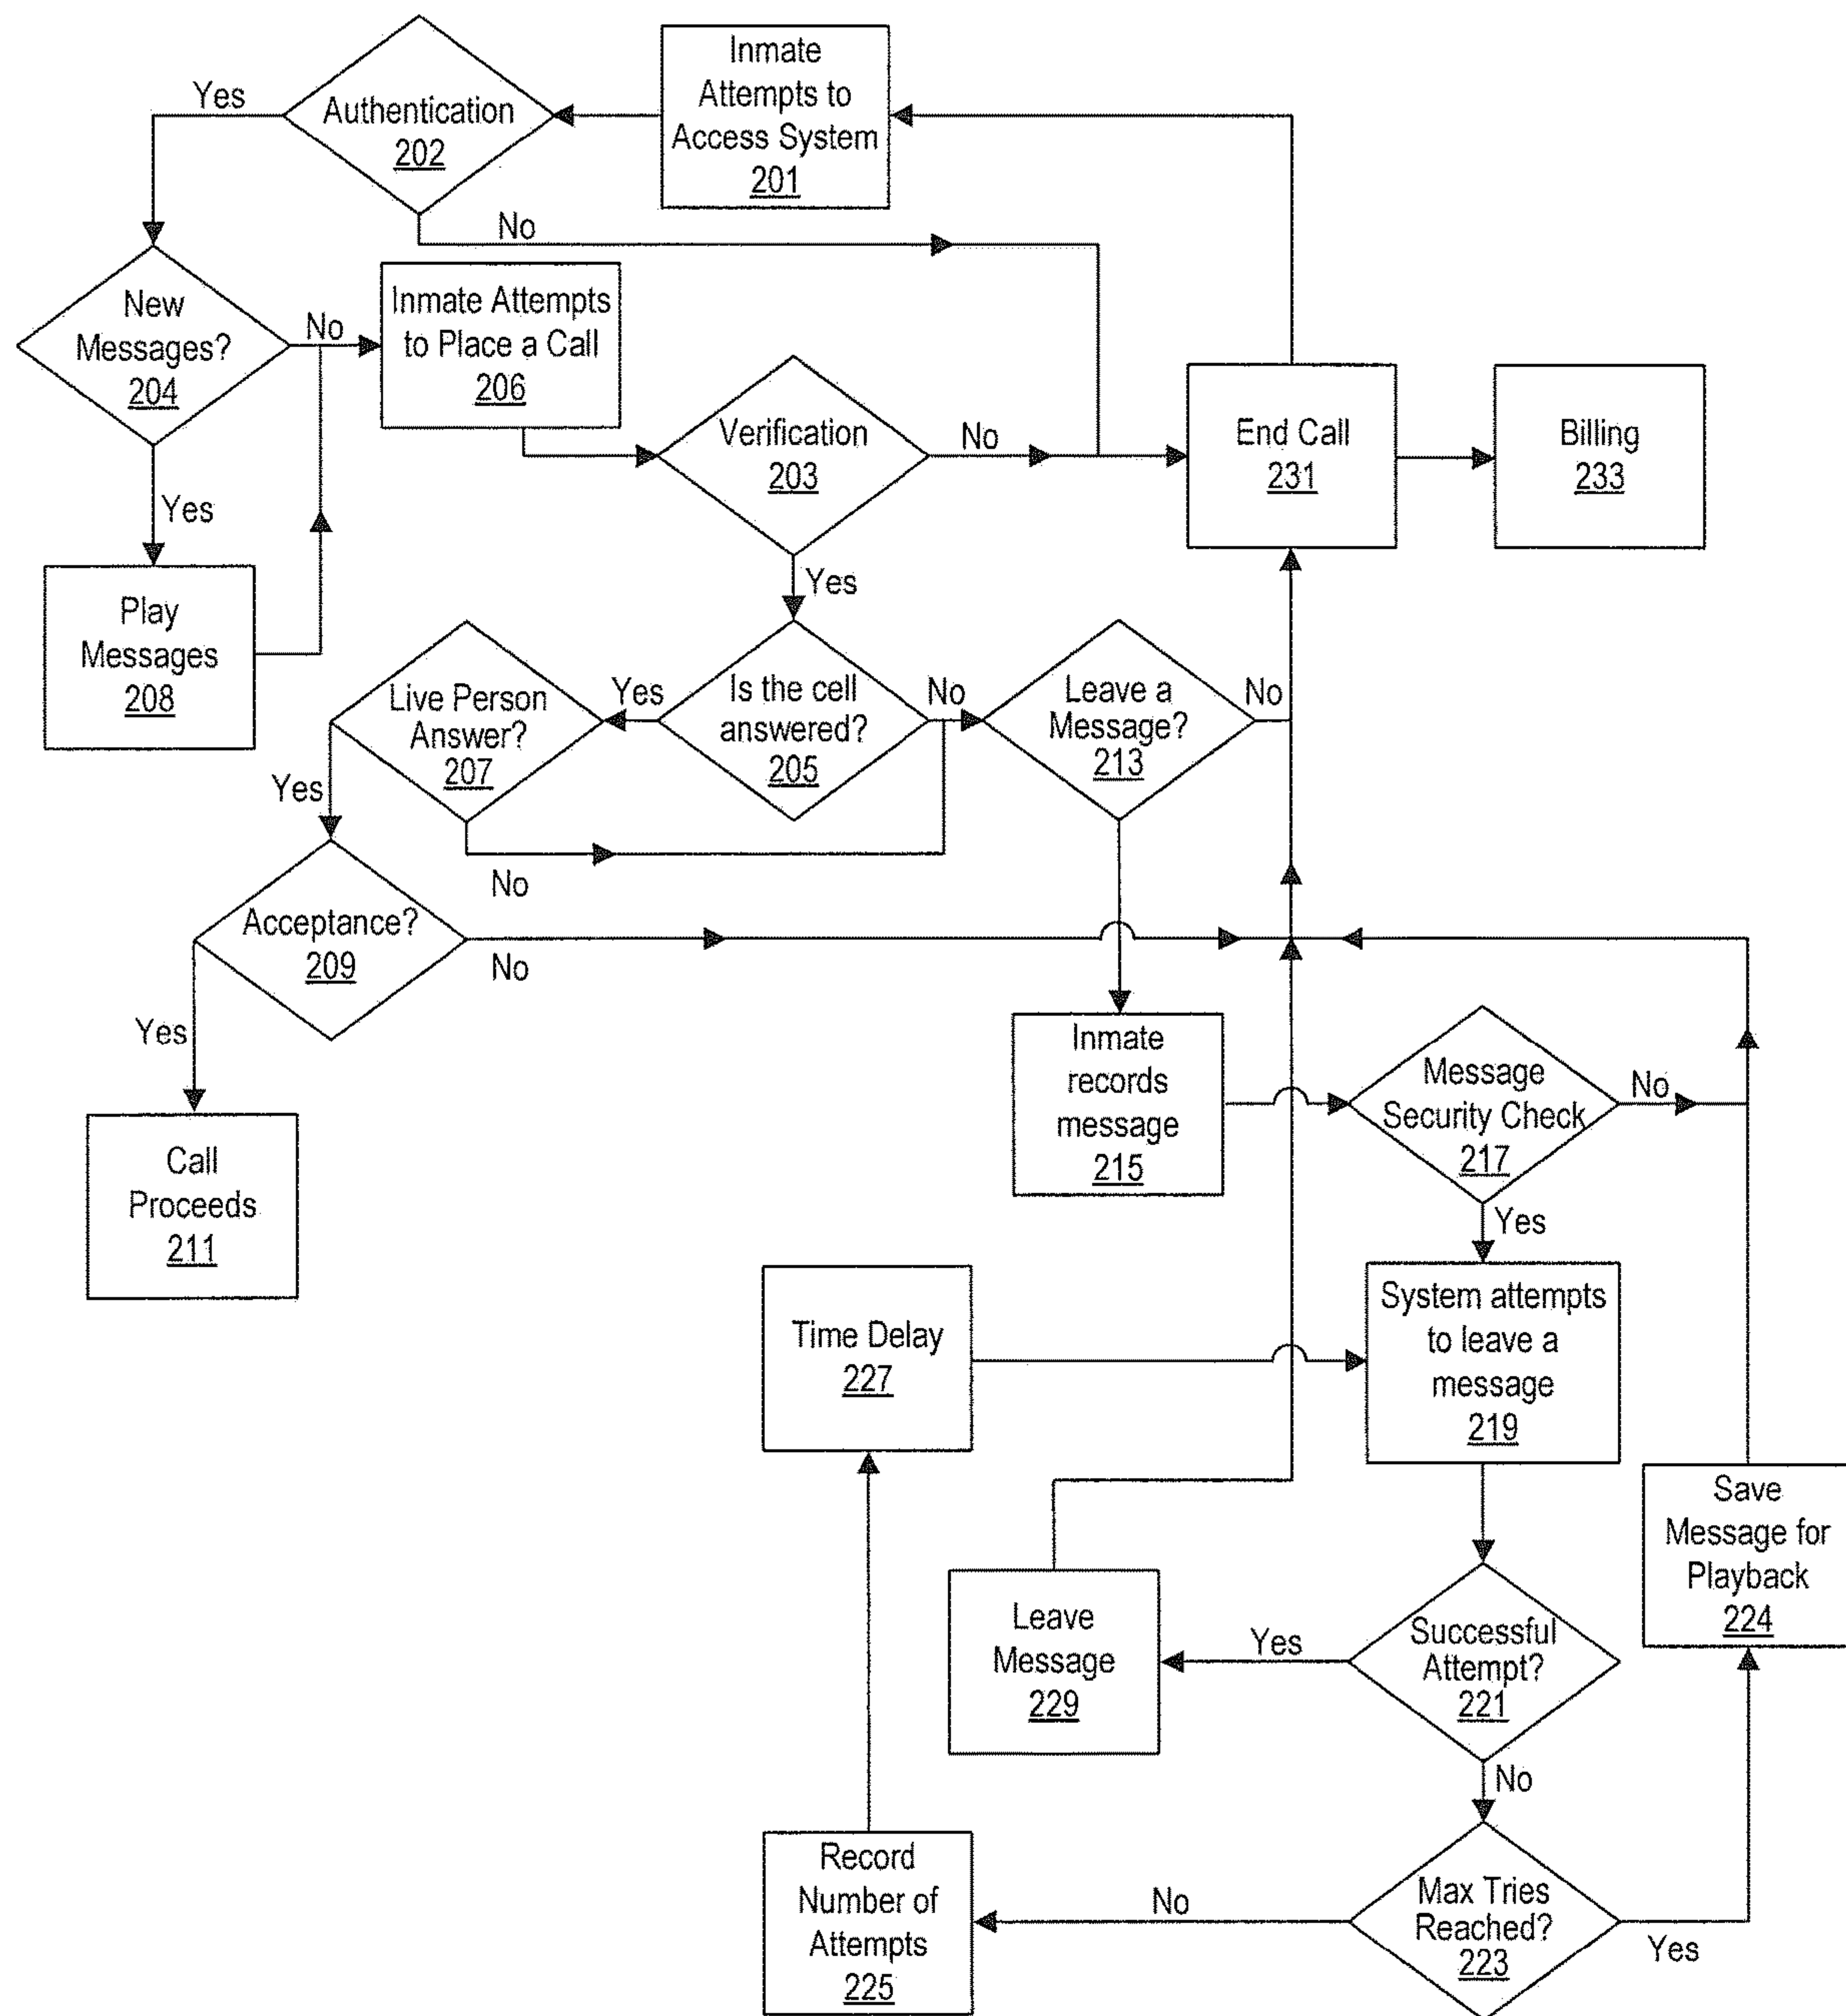 Inmate
Attempts to
Access System
201
Authentication
202
Yes
No
New
Messages?
204
No
Yes
Inmate Attempts
to Place a Call
206
Play
Messages
208
Verification
203
No
Yes
End Call
231
Billing
233
Is the cell
answered?
205
Yes
No
Live Person
Answer?
207
Yes
No
Leave a
Message?
213
No
Acceptance?
209
No
Yes
Call
Proceeds
211
Inmate
records
message
215
Message
Security Check
217
No
Yes
System attempts
to leave a
message
219
Time Delay
227
Save
Message for
Playback
224
Successful
Attempt?
221
Yes
No
Leave
Message
229
Max Tries
Reached?
223
No
Yes
Record
Number of
Attempts
225